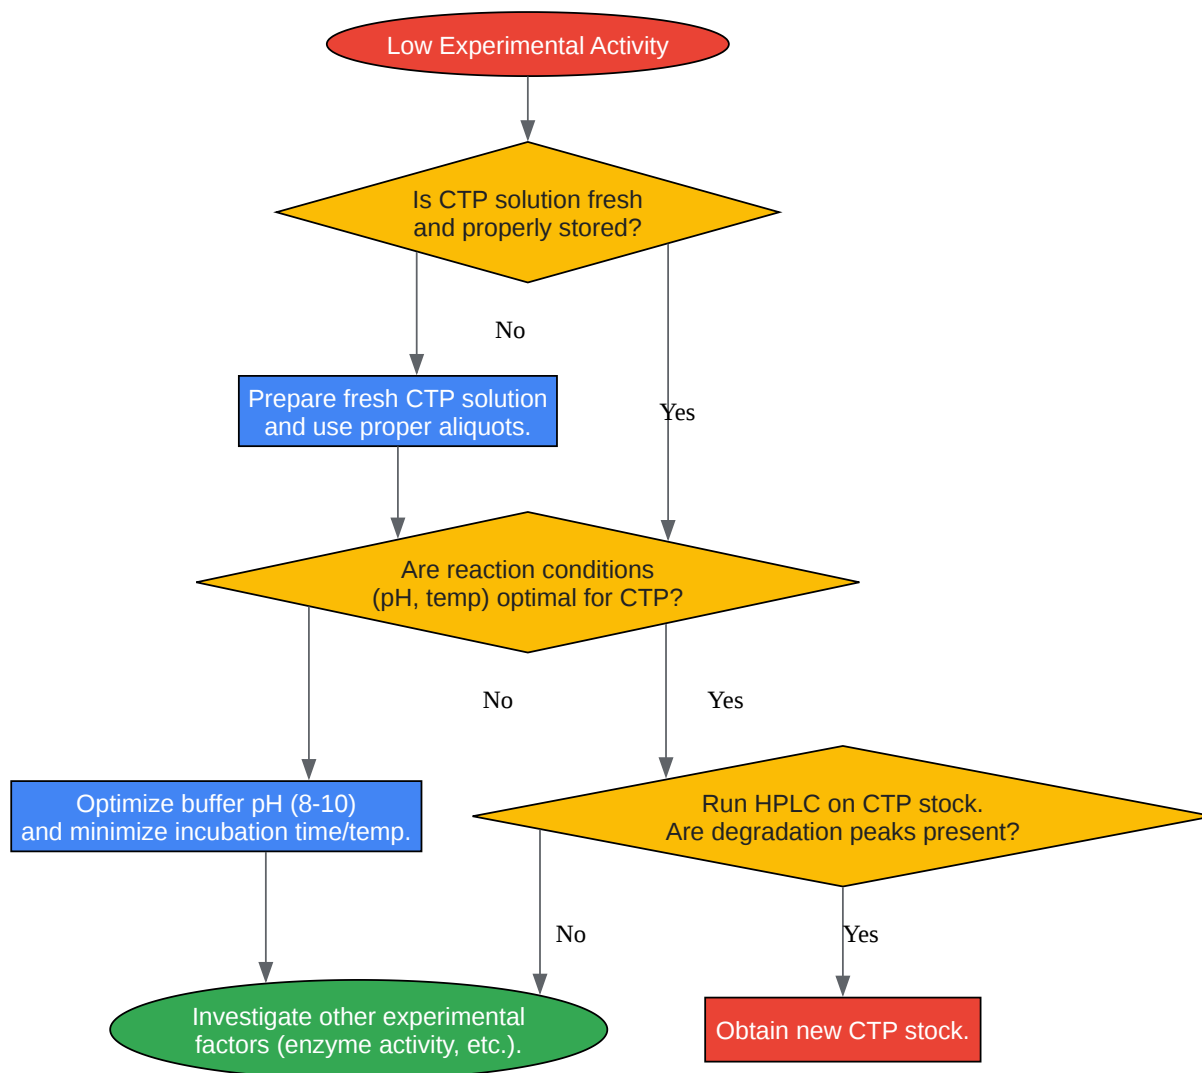 Low Experimental Activity
Is CTP solution fresh
and properly stored?
No
Prepare fresh CTP solution
and use proper aliquots.
Yes
Are reaction conditions
(pH, temp) optimal for CTP?
No
Yes
Optimize buffer pH (8-10)
and minimize incubation time/temp.
Run HPLC on CTP stock.
Are degradation peaks present?
No
Yes
Investigate other experimental
factors (enzyme activity, etc.).
Obtain new CTP stock.